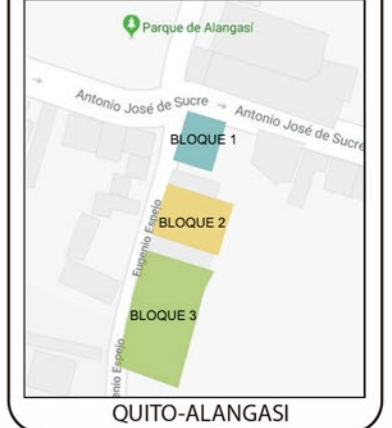 Parque de Alangasí
Antonio José de Sucre
Antonio José de Sucre
BLOQUE 1
Eugenio Espejo
BLOQUE 2
BLOQUE 3
enio Espejo
QUITO-ALANGASI